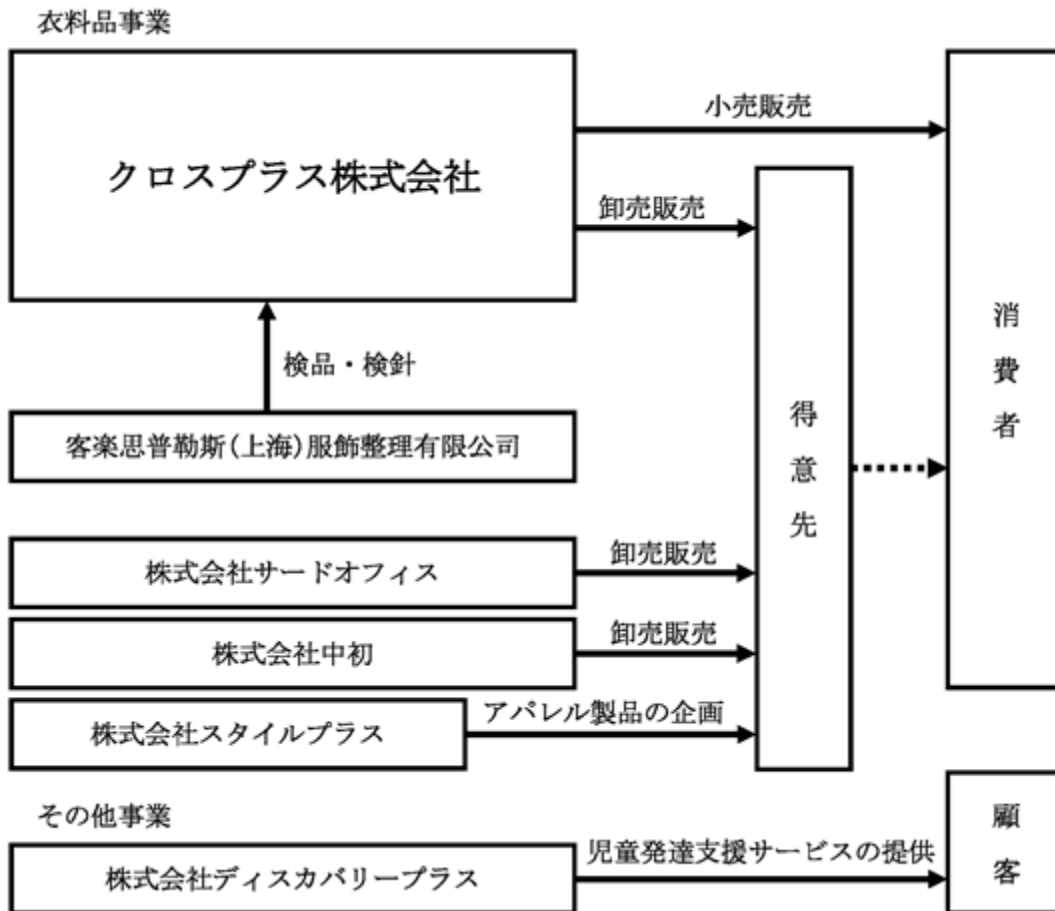 衣料品事業
クロスプラス株式会社
小売販売
卸売販売
検品・検針
客楽思普勒斯(上海)服飾整理有限公司
株式会社サードオフィス
卸売販売
株式会社中初
卸売販売
株式会社スタイルプラス
アパレル製品の企画
得意先
消費者
その他事業
株式会社ディスカバリープラス
児童発達支援サービスの提供
顧客